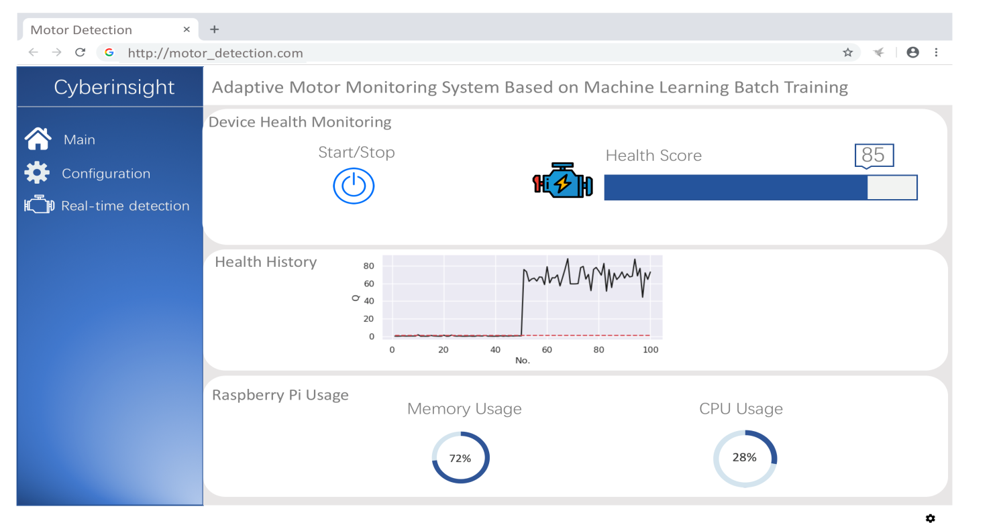 Motor Detection × +
http://motor_detection.com
Cyberinsight
Adaptive Motor Monitoring System Based on Machine Learning Batch Training
Main
Configuration
Real-time detection
Device Health Monitoring
Start/Stop
Health Score
85
Health History
80
60
40
20
0
Q
0 20 40 60 80 100
No.
Raspberry Pi Usage
Memory Usage
72%
CPU Usage
28%